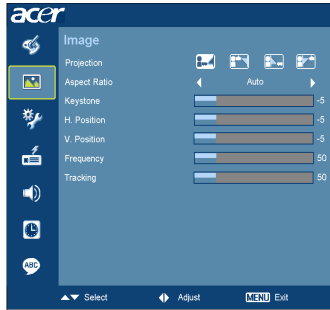 acer
Image
Projection
Aspect Ratio Auto
Keystone -5
H. Position -5
V. Position -5
Frequency 50
Tracking 50
ABC
Select Adjust MENU Exit